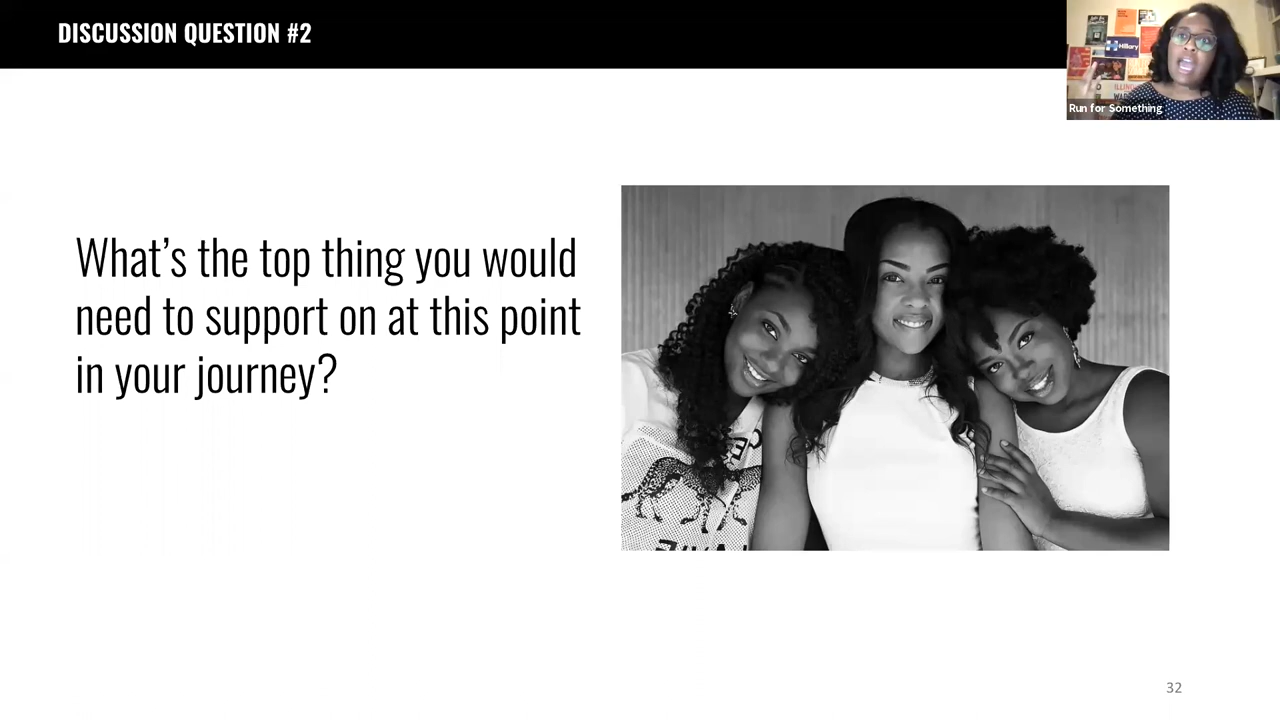 DISCUSSION QUESTION #2
Hillary
Run for Something
What's the top thing you would
need to support on at this point
in your journey?
32